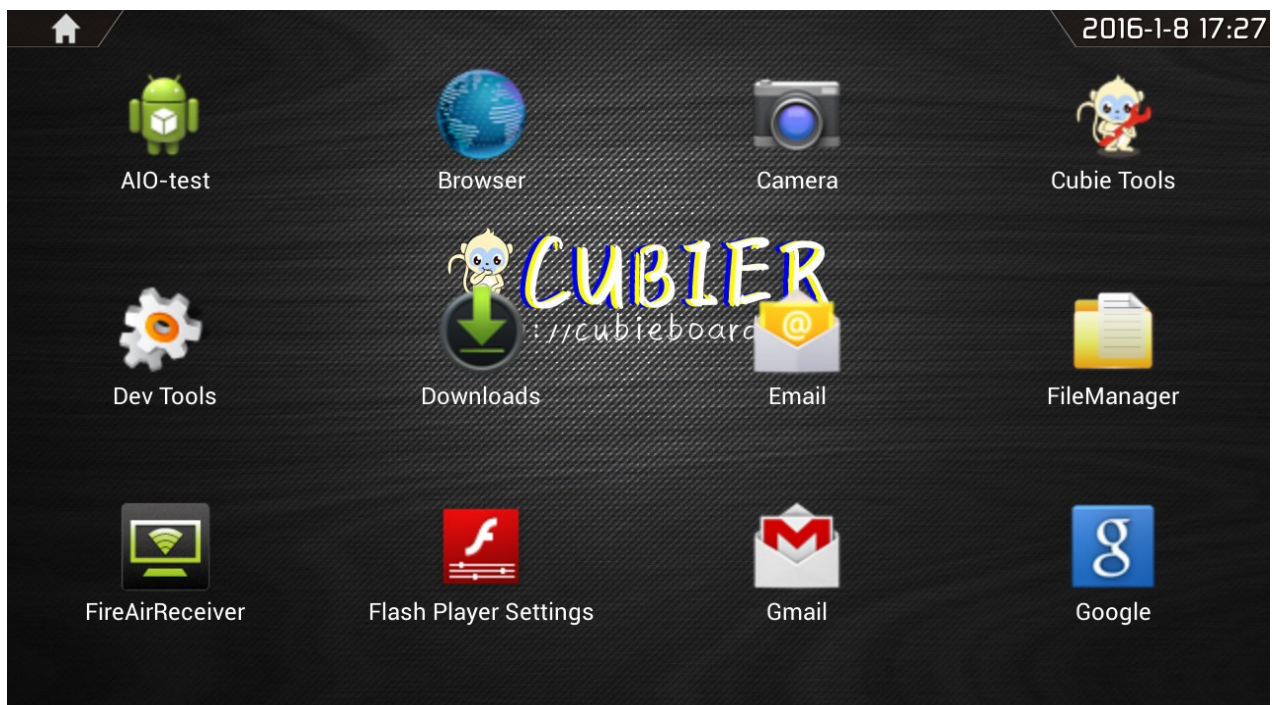 2016-1-8 17:27
AIO-test
Browser
Camera
Cubie Tools
CUBIER
://cubieboard
Dev Tools
Downloads
Email
FileManager
FireAirReceiver
Flash Player Settings
Gmail
Google